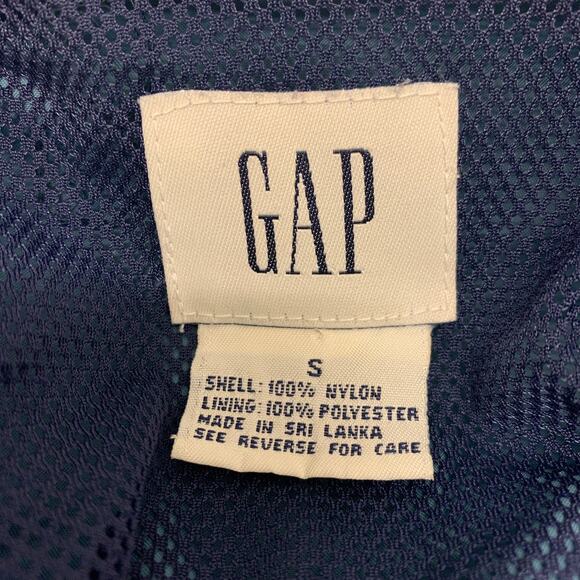 GAP
S
SHELL: 100% NYLON
LINING: 100% POLYESTER
MADE IN SRI LANKA
SEE REVERSE FOR CARE